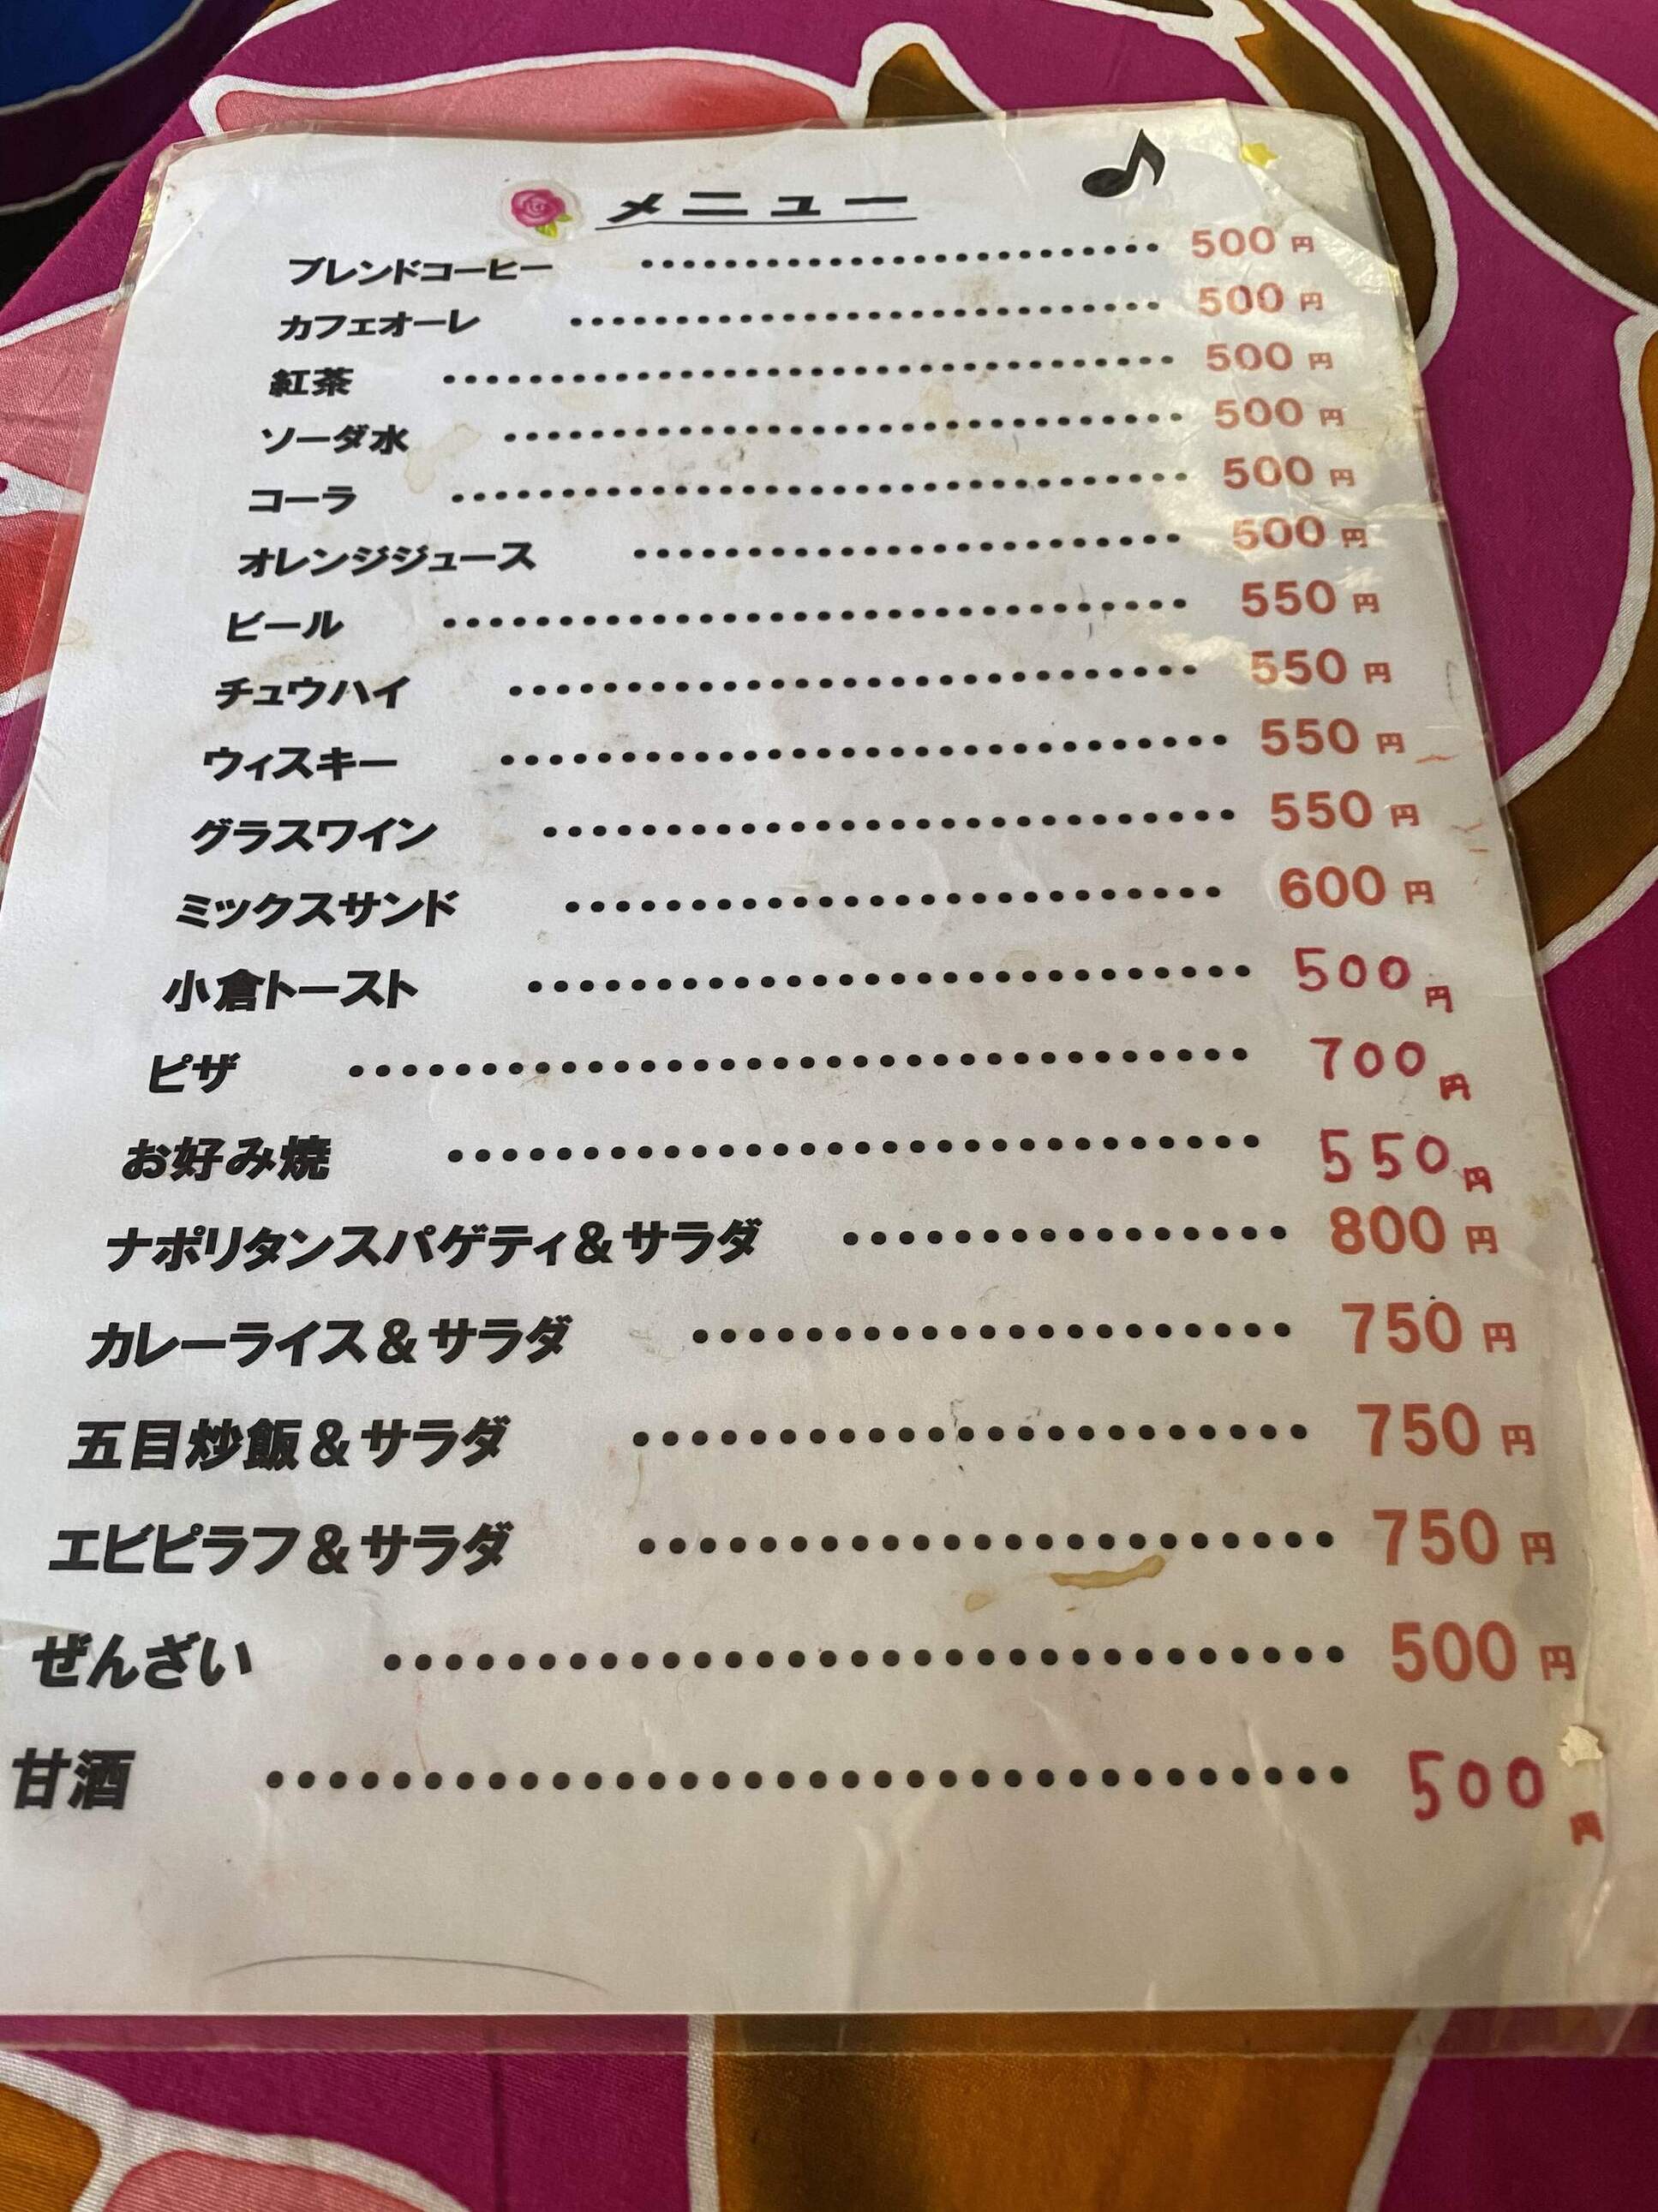 メニュー
ブレンドコーヒー ・・・・・・・・・・・・・・・・・・・・・・・・ 500円
カフェオーレ ・・・・・・・・・・・・・・・・・・・・・・・・・・・・ 500円
紅茶 ・・・・・・・・・・・・・・・・・・・・・・・・・・・・・・・・ 500円
ソーダ水 ・・・・・・・・・・・・・・・・・・・・・・・・・・・・・・ 500円
コーラ ・・・・・・・・・・・・・・・・・・・・・・・・・・・・・・・ 500円
オレンジジュース ・・・・・・・・・・・・・・・・・・・・・・・ 500円
ビール ・・・・・・・・・・・・・・・・・・・・・・・・・・・・・・・ 550円
チュウハイ ・・・・・・・・・・・・・・・・・・・・・・・・・・・・ 550円
ウィスキー ・・・・・・・・・・・・・・・・・・・・・・・・・・・・・ 550円
グラスワイン ・・・・・・・・・・・・・・・・・・・・・・・・・・・ 550円
ミックスサンド ・・・・・・・・・・・・・・・・・・・・・・・・・ 600円
小倉トースト ・・・・・・・・・・・・・・・・・・・・・・・・・・・ 500円
ピザ ・・・・・・・・・・・・・・・・・・・・・・・・・・・・・・・・・ 700円
お好み焼 ・・・・・・・・・・・・・・・・・・・・・・・・・・・・・ 550円
ナポリタンスパゲティ&サラダ ・・・・・・・・・・・・・・・ 800円
カレーライス&サラダ ・・・・・・・・・・・・・・・・・・・・・ 750円
五目炒飯&サラダ ・・・・・・・・・・・・・・・・・・・・・・・ 750円
エビピラフ&サラダ ・・・・・・・・・・・・・・・・・・・・・・・ 750円
ぜんざい ・・・・・・・・・・・・・・・・・・・・・・・・・・・・・・・ 500円
甘酒 ・・・・・・・・・・・・・・・・・・・・・・・・・・・・・・・・・・ 500円